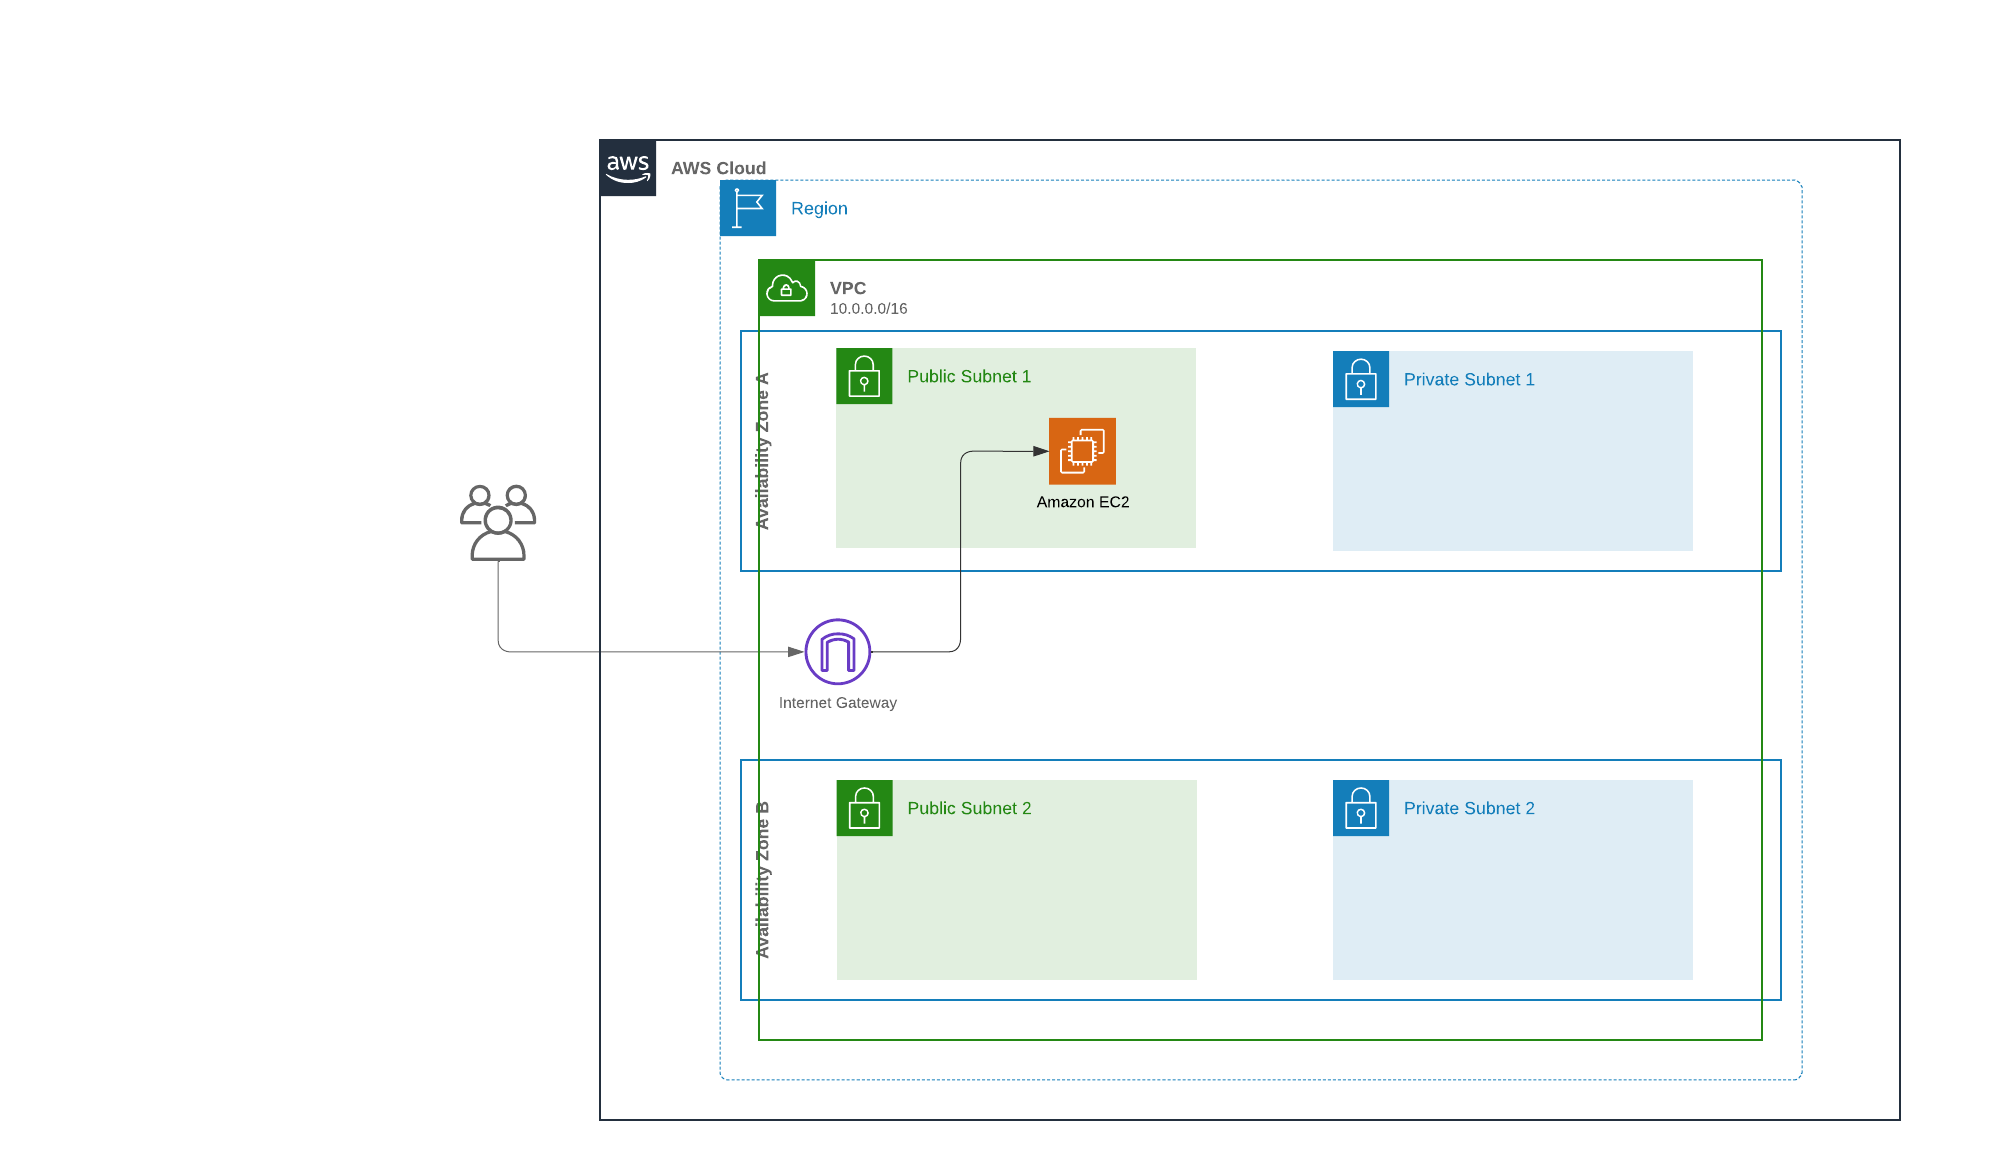 aws
AWS Cloud
Region
VPC
10.0.0.0/16
Availability Zone A
Public Subnet 1
Private Subnet 1
Amazon EC2
Internet Gateway
Availability Zone B
Public Subnet 2
Private Subnet 2